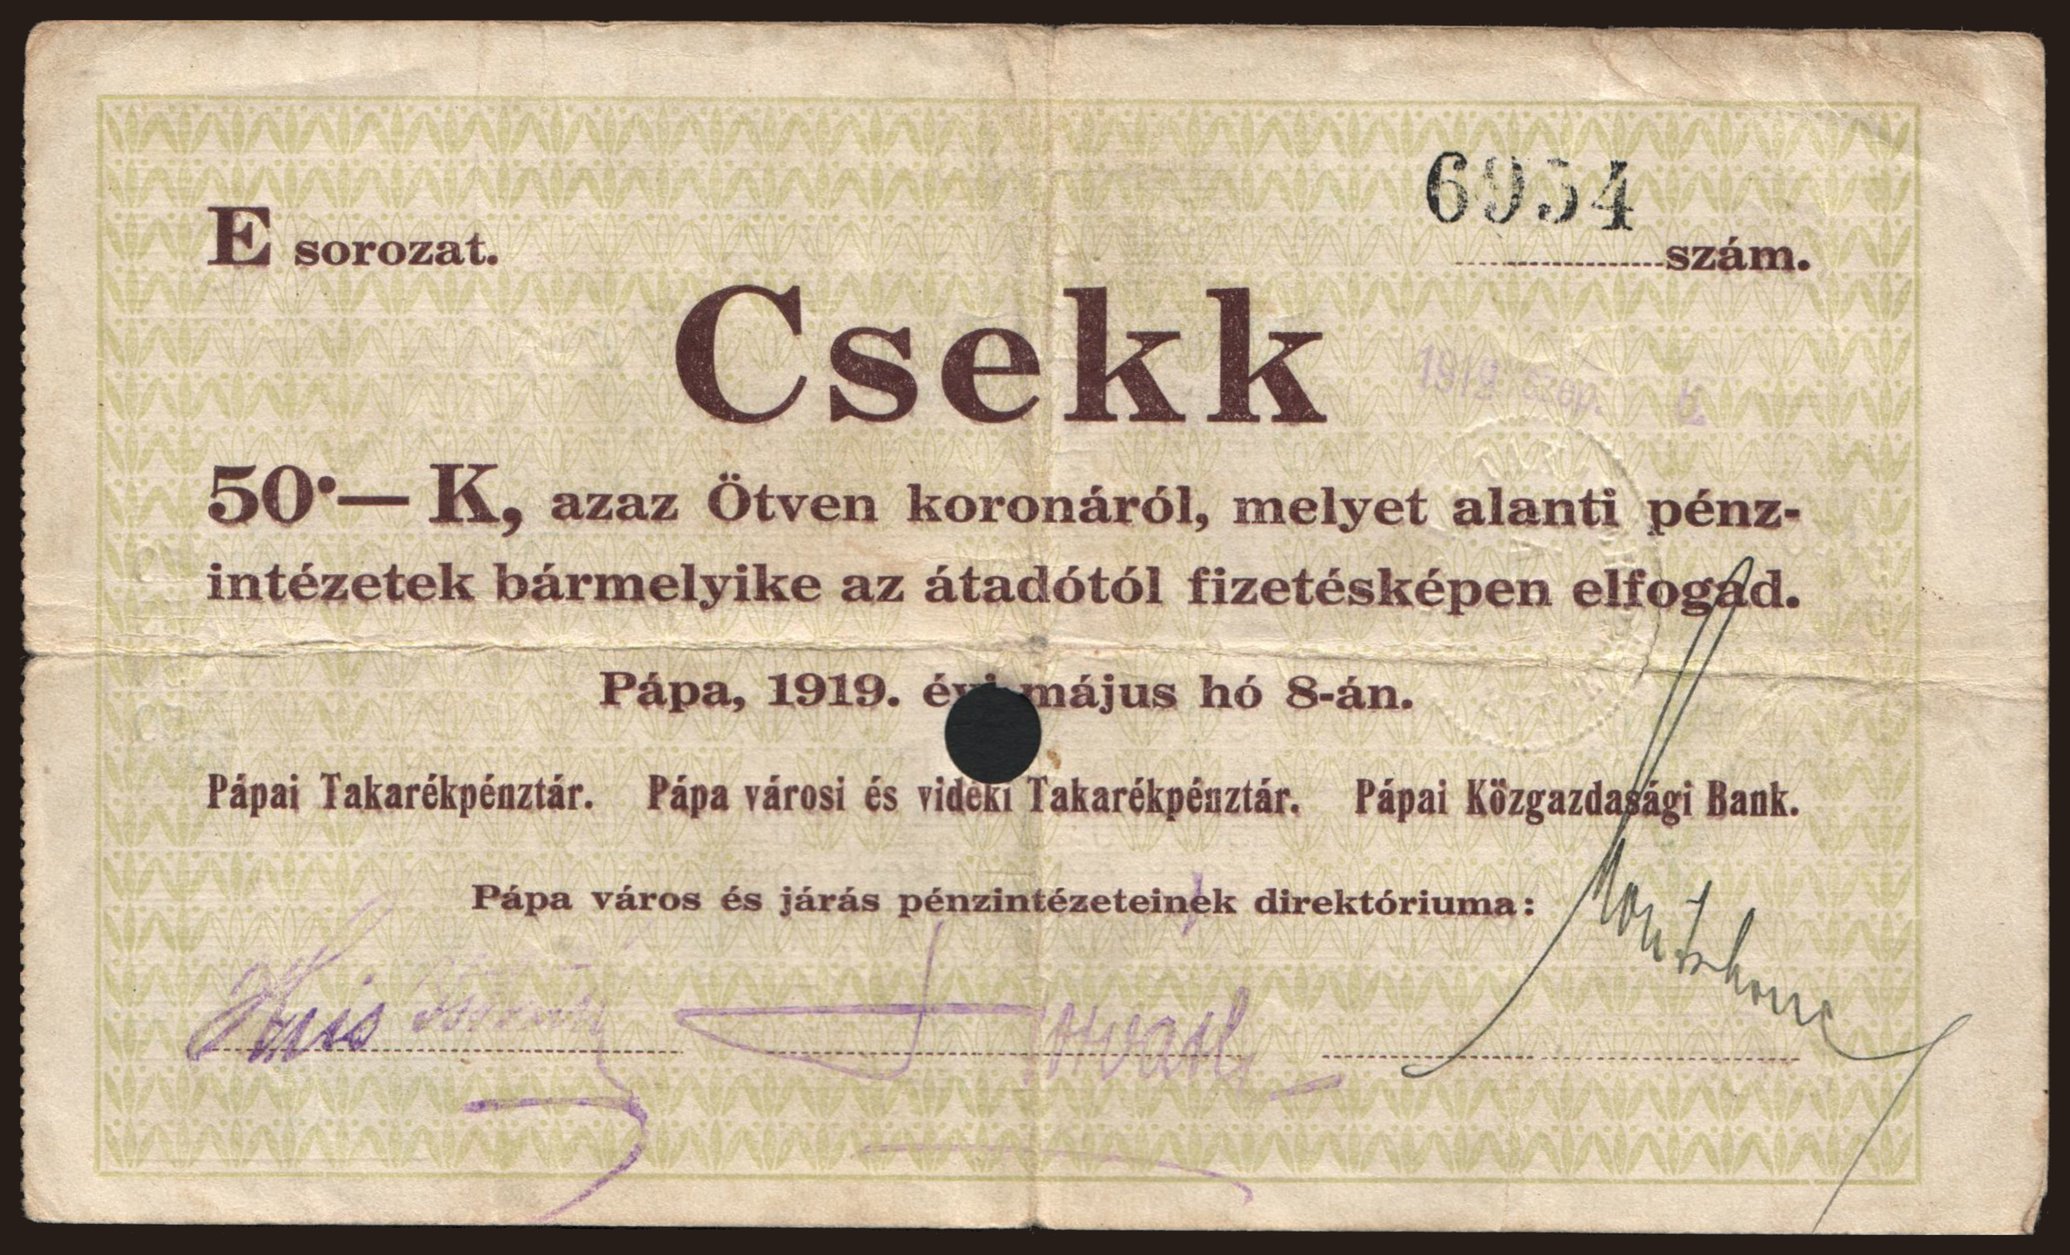 6954
E sorozat.
szám.
Csekk
1919 Szep.
50·— K, azaz Ötven koronáról, melyet alanti pénz-
intézetek bármelyike az átadótól fizetésképen elfogad.
Pápa, 1919. évi május hó 8-án.
Pápai Takarékpénztár. Pápa városi és vidéki Takarékpénztár. Pápai Közgazdasági Bank.
Pápa város és járás pénzintézeteinek direktóriuma: